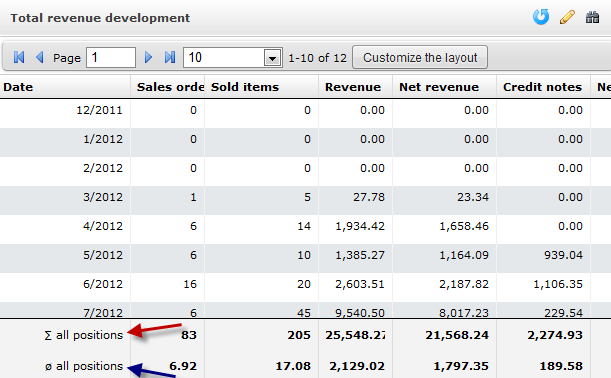 Total revenue development
Page 1 10 1-10 of 12 Customize the layout
Date Sales orde Sold items Revenue Net revenue Credit notes Ne
12/2011 0 0 0.00 0.00 0.00
1/2012 0 0 0.00 0.00 0.00
2/2012 0 0 0.00 0.00 0.00
3/2012 1 5 27.78 23.34 0.00
4/2012 6 14 1,934.42 1,658.46 0.00
5/2012 6 10 1,385.27 1,164.09 939.04
6/2012 16 20 2,603.51 2,187.82 1,106.35
7/2012 6 45 9,540.50 8,017.23 229.54
∑ all positions 83 205 25,548.27 21,568.24 2,274.93
ø all positions 6.92 17.08 2,129.02 1,797.35 189.58